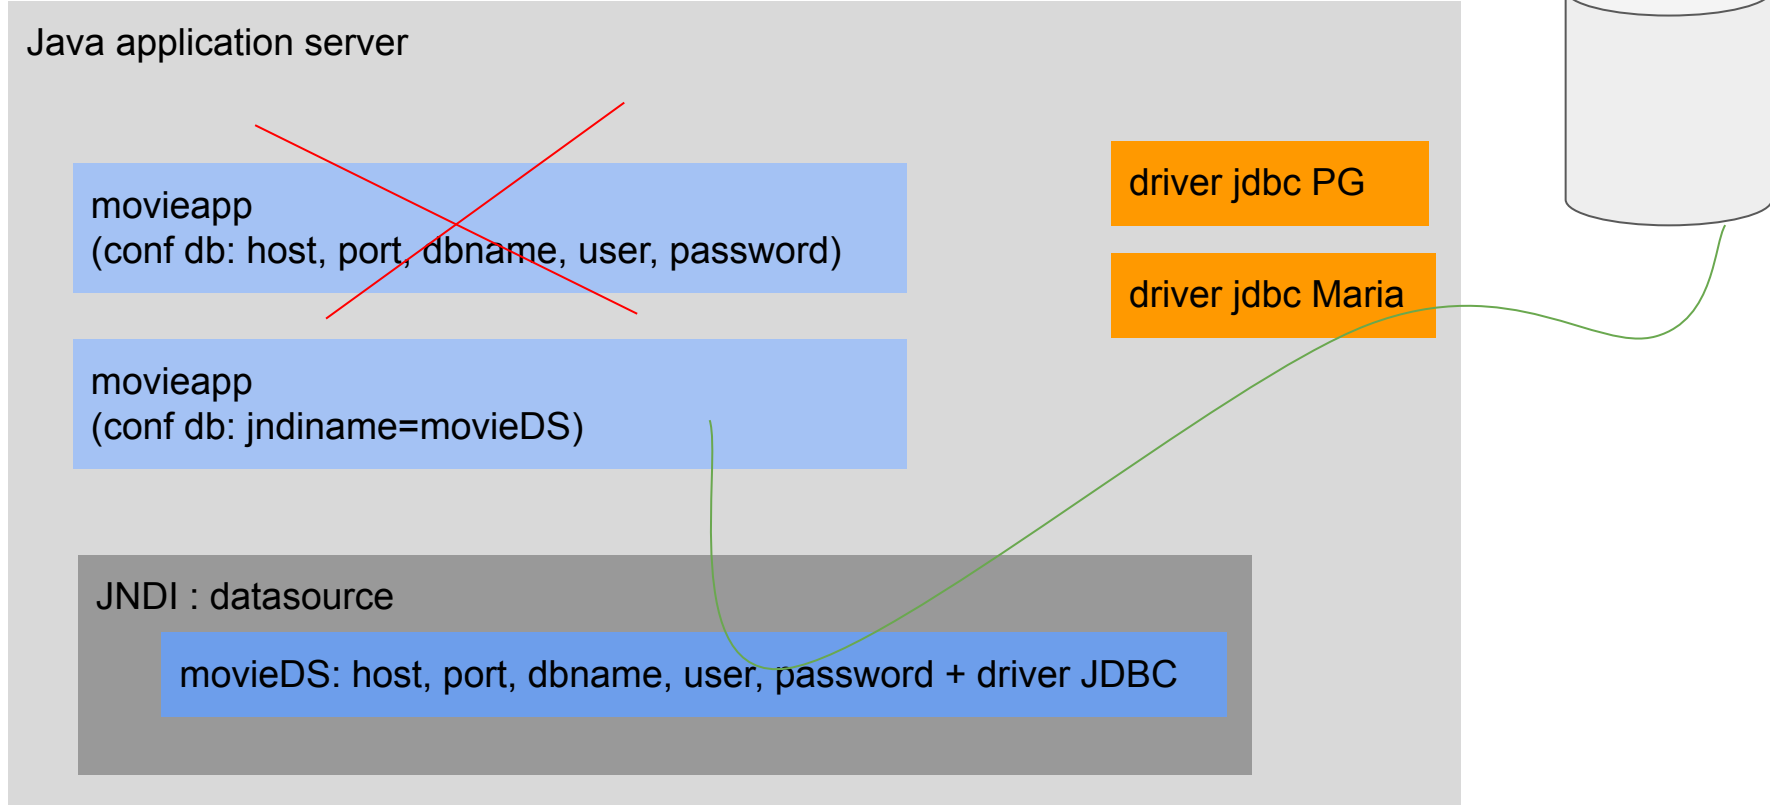 Java application server
movieapp
(conf db: host, port, dbname, user, password)
driver jdbc PG
driver jdbc Maria
movieapp
(conf db: jndiname=movieDS)
JNDI : datasource
movieDS: host, port, dbname, user, password + driver JDBC